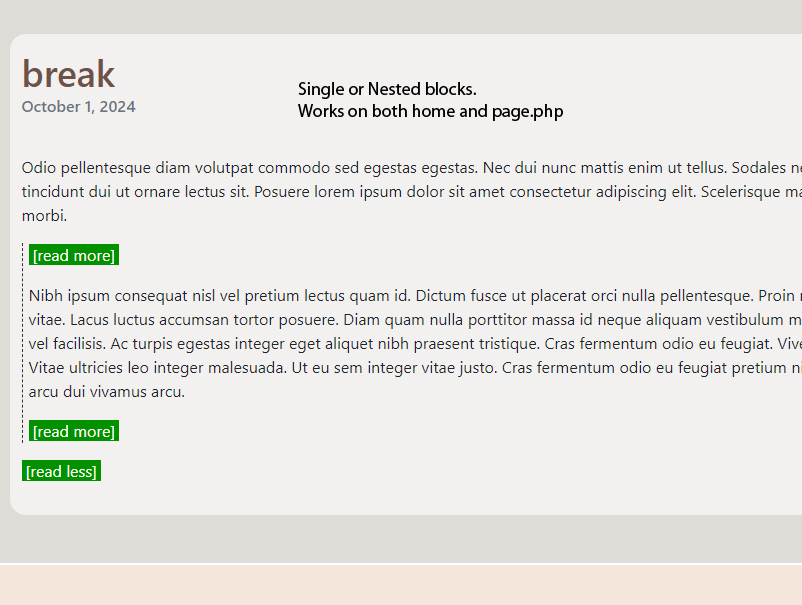 break
October 1, 2024
Single or Nested blocks.
Works on both home and page.php
Odio pellentesque diam volutpat commodo sed egestas egestas. Nec dui nunc mattis enim ut tellus. Sodales
tincidunt dui ut ornare lectus sit. Posuere lorem ipsum dolor sit amet consectetur adipiscing elit. Scelerisque
morbi.
[read more]
Nibh ipsum consequat nisl vel pretium lectus quam id. Dictum fusce ut placerat orci nulla pellentesque. Proin
vitae. Lacus luctus accumsan tortor posuere. Diam quam nulla porttitor massa id neque aliquam vestibulum
vel facilisis. Ac turpis egestas integer eget aliquet nibh praesent tristique. Cras fermentum odio eu feugiat.
Vitae ultricies leo integer malesuada. Ut eu sem integer vitae justo. Cras fermentum odio eu feugiat pretium
arcu dui vivamus arcu.
[read more]
[read less]